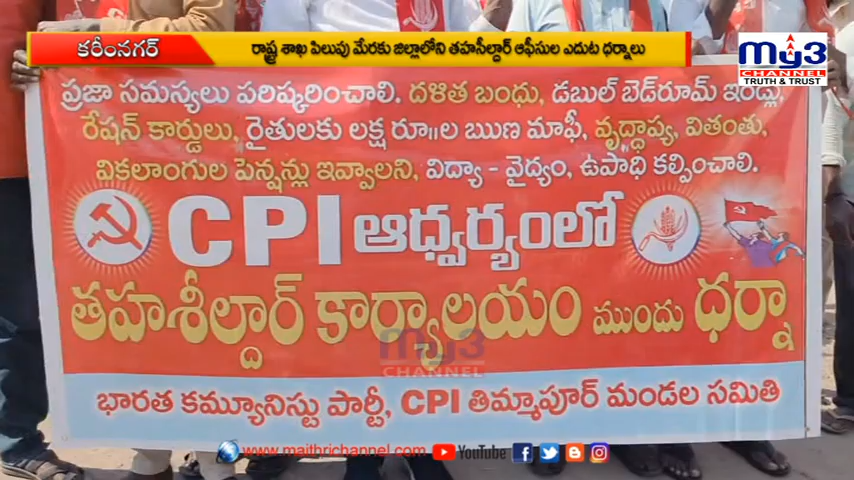 కరీంనగర్
రాష్ట్ర శాఖ పిలుపు మేరకు జిల్లాలోని తహసీల్దార్ ఆఫీసుల ఎదుట ధర్నాలు
My3
CHANNEL
TRUTH & TRUST
ప్రజా సమస్యలు పరిష్కరించాలి. దళిత బంధు, డబుల్ బెడ్‌రూమ్ ఇండ్లు,
రేషన్ కార్డులు, రైతులకు లక్ష రూ॥ల ఋణ మాఫీ, వృద్ధాప్య, వితంతు,
వికలాంగుల పెన్షన్లు ఇవ్వాలని, విద్యా - వైద్యం, ఉపాధి కల్పించాలి.
CPI ఆధ్వర్యంలో
తహశీల్దార్ కార్యాలయం ముందు ధర్నా
My3
CHANNEL
భారత కమ్యూనిస్టు పార్టీ, CPI తిమ్మాపూర్ మండల సమితి
www.maithrichannel.com YouTube